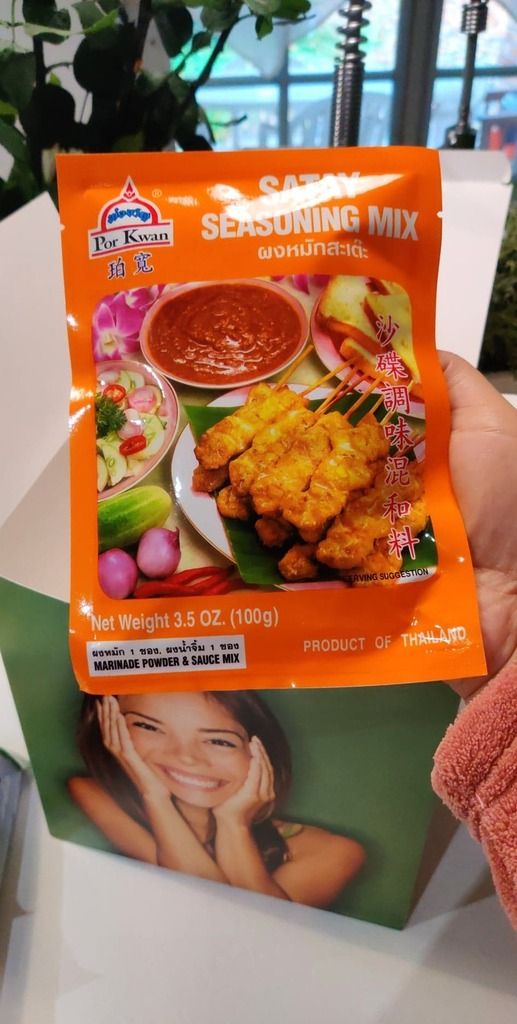 Por Kwan
®
珀寬
SATAY
SEASONING MIX
ผงหมักสะเต๊ะ
沙碟調味混和料
SERVING SUGGESTION
Net Weight 3.5 OZ. (100g)
ผงหมัก 1 ซอง, ผงน้ำจิ้ม 1 ซอง
MARINADE POWDER & SAUCE MIX
PRODUCT OF THAILAND